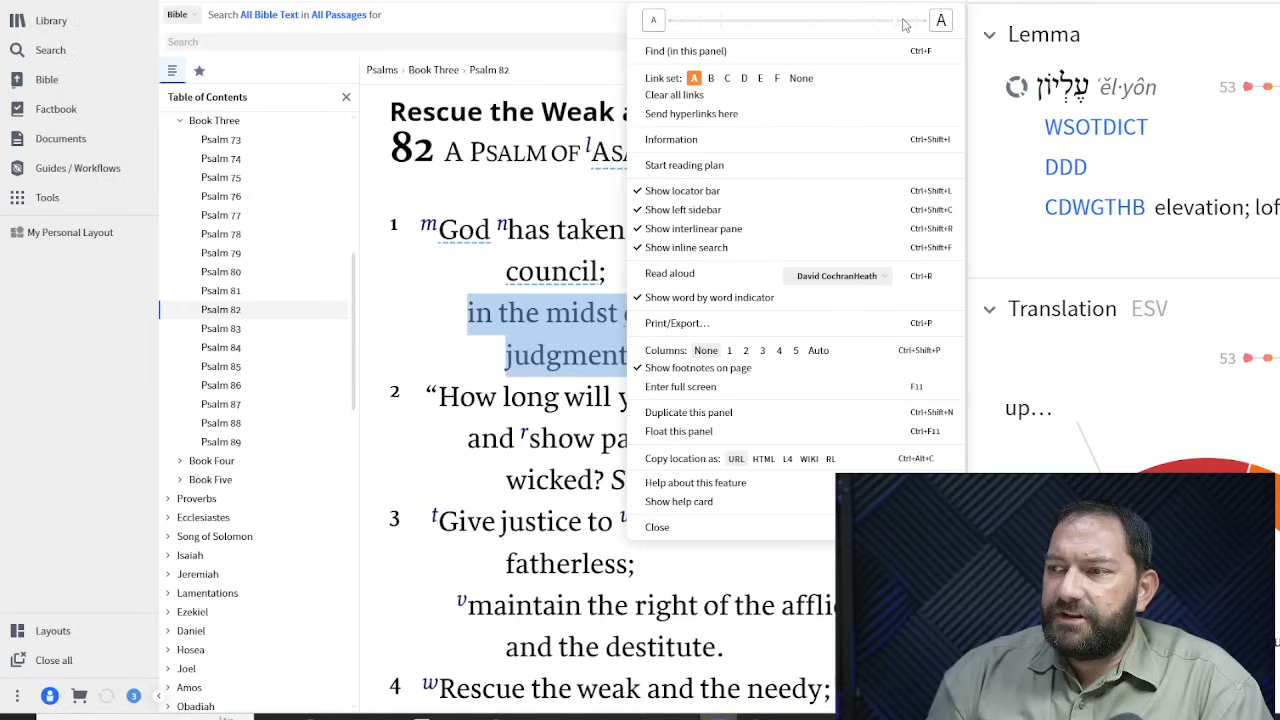 Library
Search
Bible
Factbook
Documents
Guides / Workflows
Tools
My Personal Layout
Layouts
Close all
3
Bible
Search All Bible Text in All Passages for
Search
Table of Contents
Book Three
Psalm 73
Psalm 74
Psalm 75
Psalm 76
Psalm 77
Psalm 78
Psalm 79
Psalm 80
Psalm 81
Psalm 82
Psalm 83
Psalm 84
Psalm 85
Psalm 86
Psalm 87
Psalm 88
Psalm 89
Book Four
Book Five
Proverbs
Ecclesiastes
Song of Solomon
Isaiah
Jeremiah
Lamentations
Ezekiel
Daniel
Hosea
Joel
Amos
Obadiah
Psalms › Book Three › Psalm 82
Rescue the Weak
82 A PSALM OF l
1 mGod nhas taken
council;
in the midst
judgment
2 “How long will
and rshow
wicked?
3 tGive justice to
fatherless;
vmaintain the right of the
and the destitute.
4 wRescue the weak and the needy;
A A
Find (in this panel) Ctrl+F
Link set: A B C D E F None
Clear all links
Send hyperlinks here
Information Ctrl+Shift+I
Start reading plan
Show locator bar Ctrl+Shift+L
Show left sidebar Ctrl+Shift+C
Show interlinear pane Ctrl+Shift+R
Show inline search Ctrl+Shift+F
Read aloud David CochranHeath Ctrl+R
Show word by word indicator
Print/Export… Ctrl+P
Columns: None 1 2 3 4 5 Auto Ctrl+Shift+P
Show footnotes on page
Enter full screen F11
Duplicate this panel Ctrl+Shift+N
Float this panel Ctrl+F11
Copy location as: URL HTML L4 WIKI RL Ctrl+Alt+C
Help about this feature
Show help card
Close
Lemma
עֶלְיוֹן ʿĕl·yôn 53
WSOTDICT
DDD
CDWGTHB elevation;
Translation ESV
53
up…